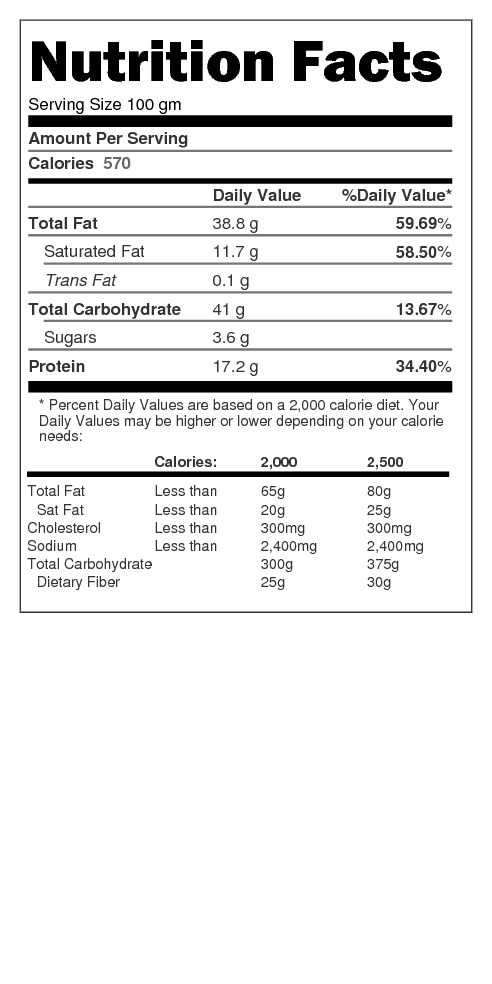 Nutrition Facts
Serving Size 100 gm
Amount Per Serving
Calories 570
Daily Value %Daily Value*
Total Fat 38.8 g 59.69%
Saturated Fat 11.7 g 58.50%
Trans Fat 0.1 g
Total Carbohydrate 41 g 13.67%
Sugars 3.6 g
Protein 17.2 g 34.40%
* Percent Daily Values are based on a 2,000 calorie diet. Your
Daily Values may be higher or lower depending on your calorie
needs:
Calories: 2,000 2,500
Total Fat Less than 65g 80g
Sat Fat Less than 20g 25g
Cholesterol Less than 300mg 300mg
Sodium Less than 2,400mg 2,400mg
Total Carbohydrate 300g 375g
Dietary Fiber 25g 30g